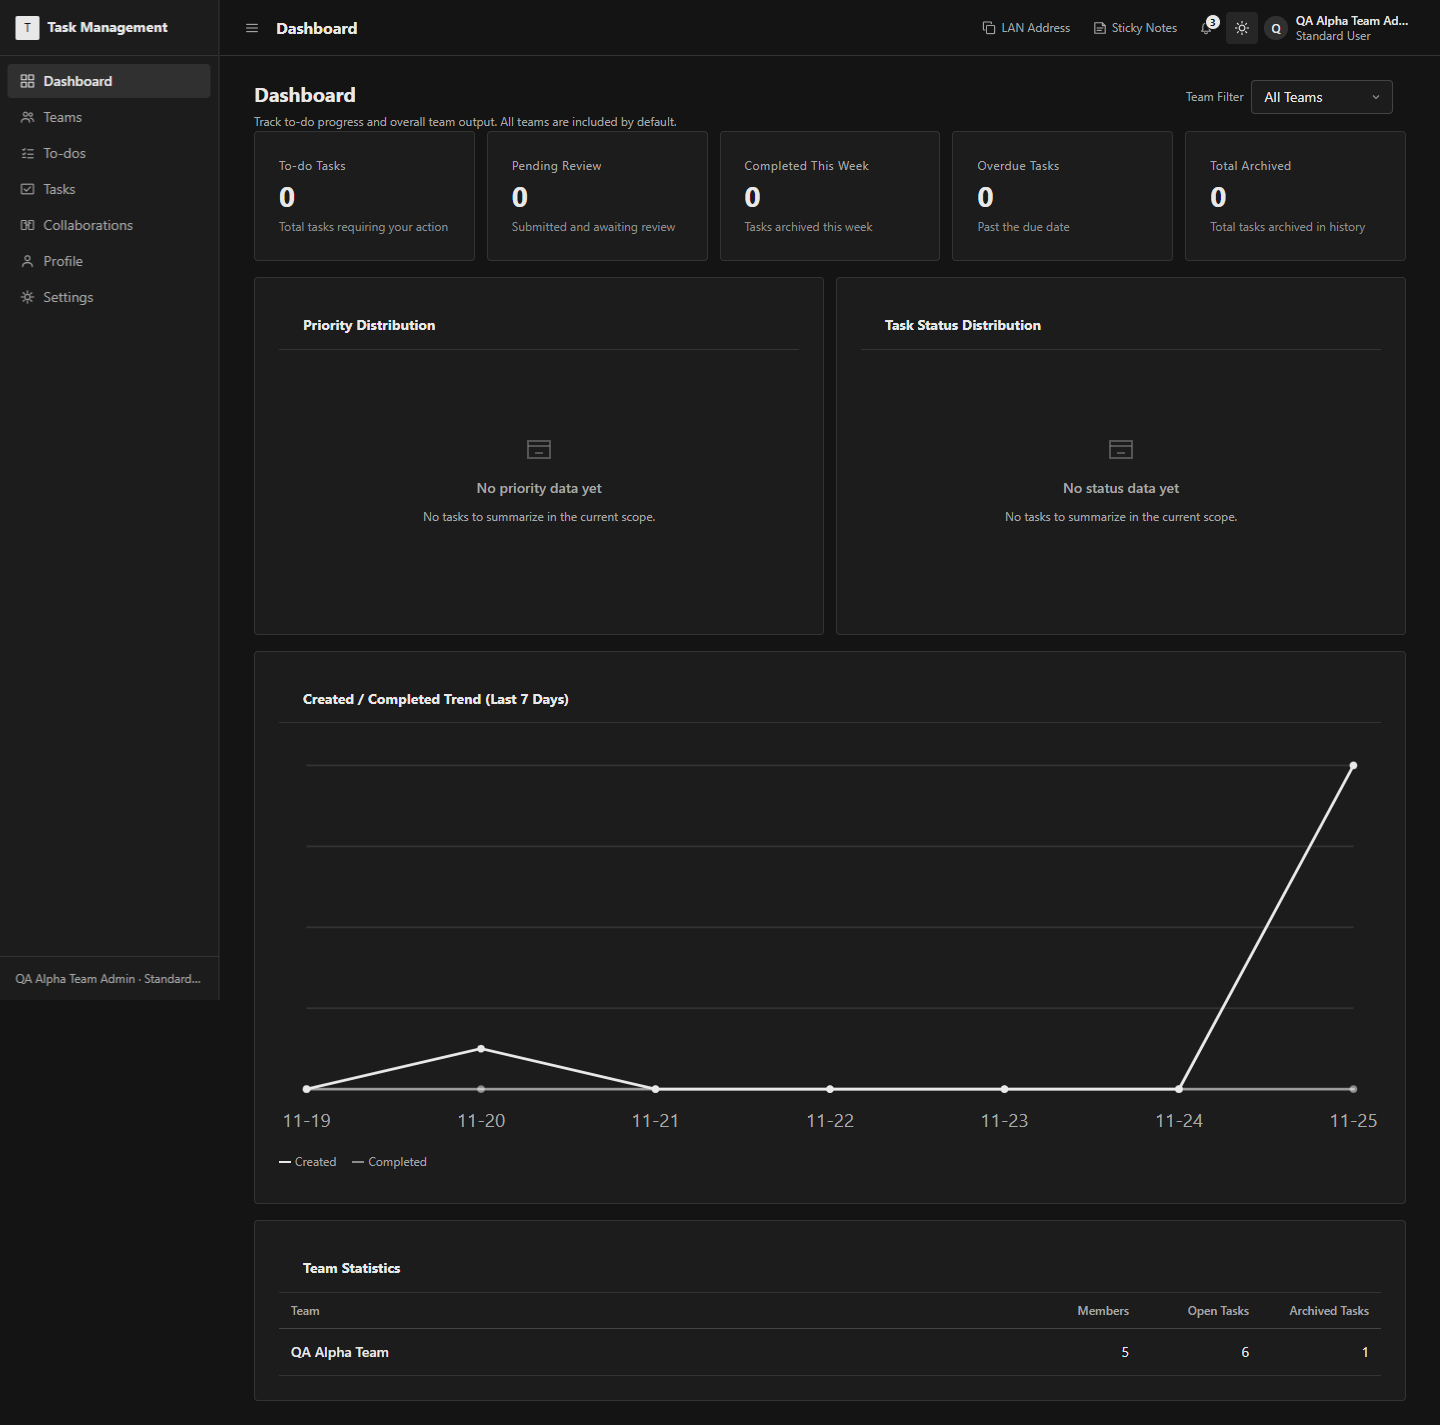 T Task Management
Dashboard
Teams
To-dos
Tasks
Collaborations
Profile
Settings
QA Alpha Team Admin · Standard...
Dashboard
LAN Address
Sticky Notes
3
Q
QA Alpha Team Ad...
Standard User
Dashboard
Track to-do progress and overall team output. All teams are included by default.
Team Filter
All Teams
To-do Tasks
0
Total tasks requiring your action
Pending Review
0
Submitted and awaiting review
Completed This Week
0
Tasks archived this week
Overdue Tasks
0
Past the due date
Total Archived
0
Total tasks archived in history
Priority Distribution
No priority data yet
No tasks to summarize in the current scope.
Task Status Distribution
No status data yet
No tasks to summarize in the current scope.
Created / Completed Trend (Last 7 Days)
11-19 11-20 11-21 11-22 11-23 11-24 11-25
Created Completed
Team Statistics
Team Members Open Tasks Archived Tasks
QA Alpha Team 5 6 1